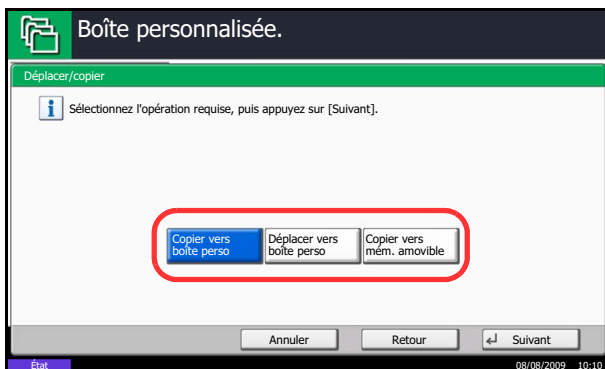 Boîte personnalisée.
Déplacer/copier
Sélectionnez l'opération requise, puis appuyez sur [Suivant].
Copier vers
boîte perso
Déplacer vers
boîte perso
Copier vers
mém. amovible
Annuler
Retour
Suivant
État
08/08/2009 10:10